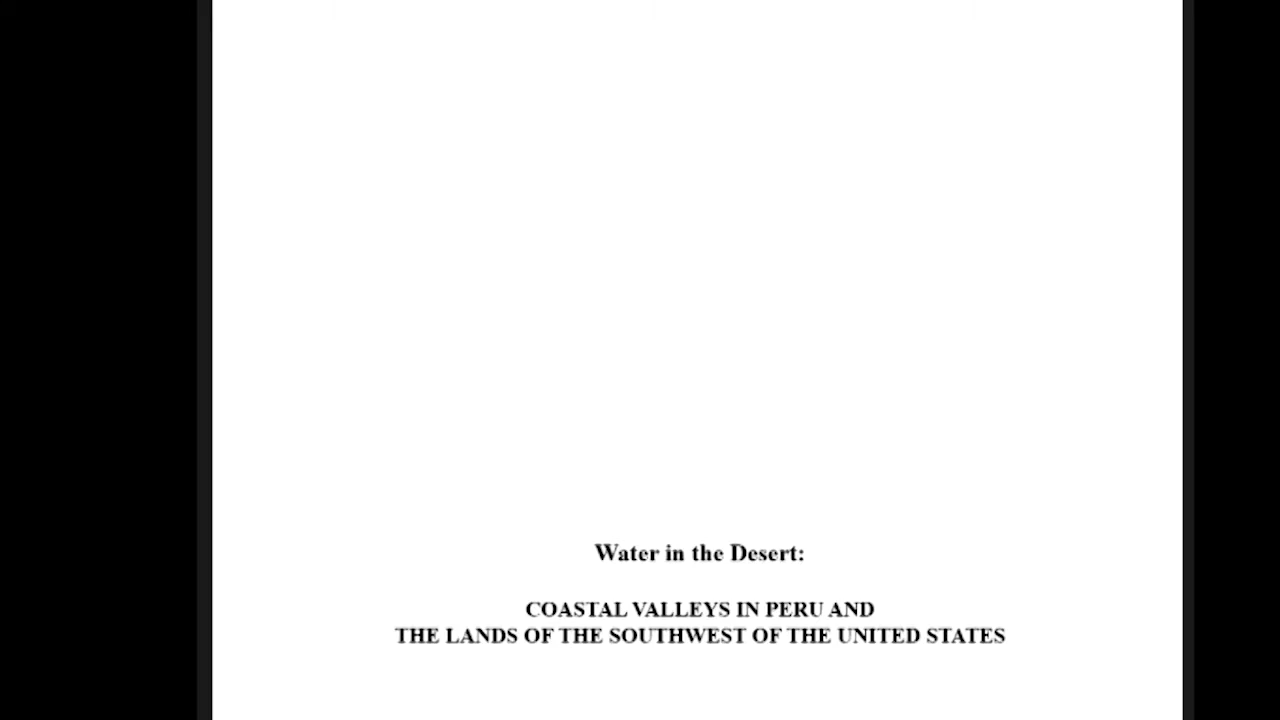 Water in the Desert:
COASTAL VALLEYS IN PERU AND
THE LANDS OF THE SOUTHWEST OF THE UNITED STATES